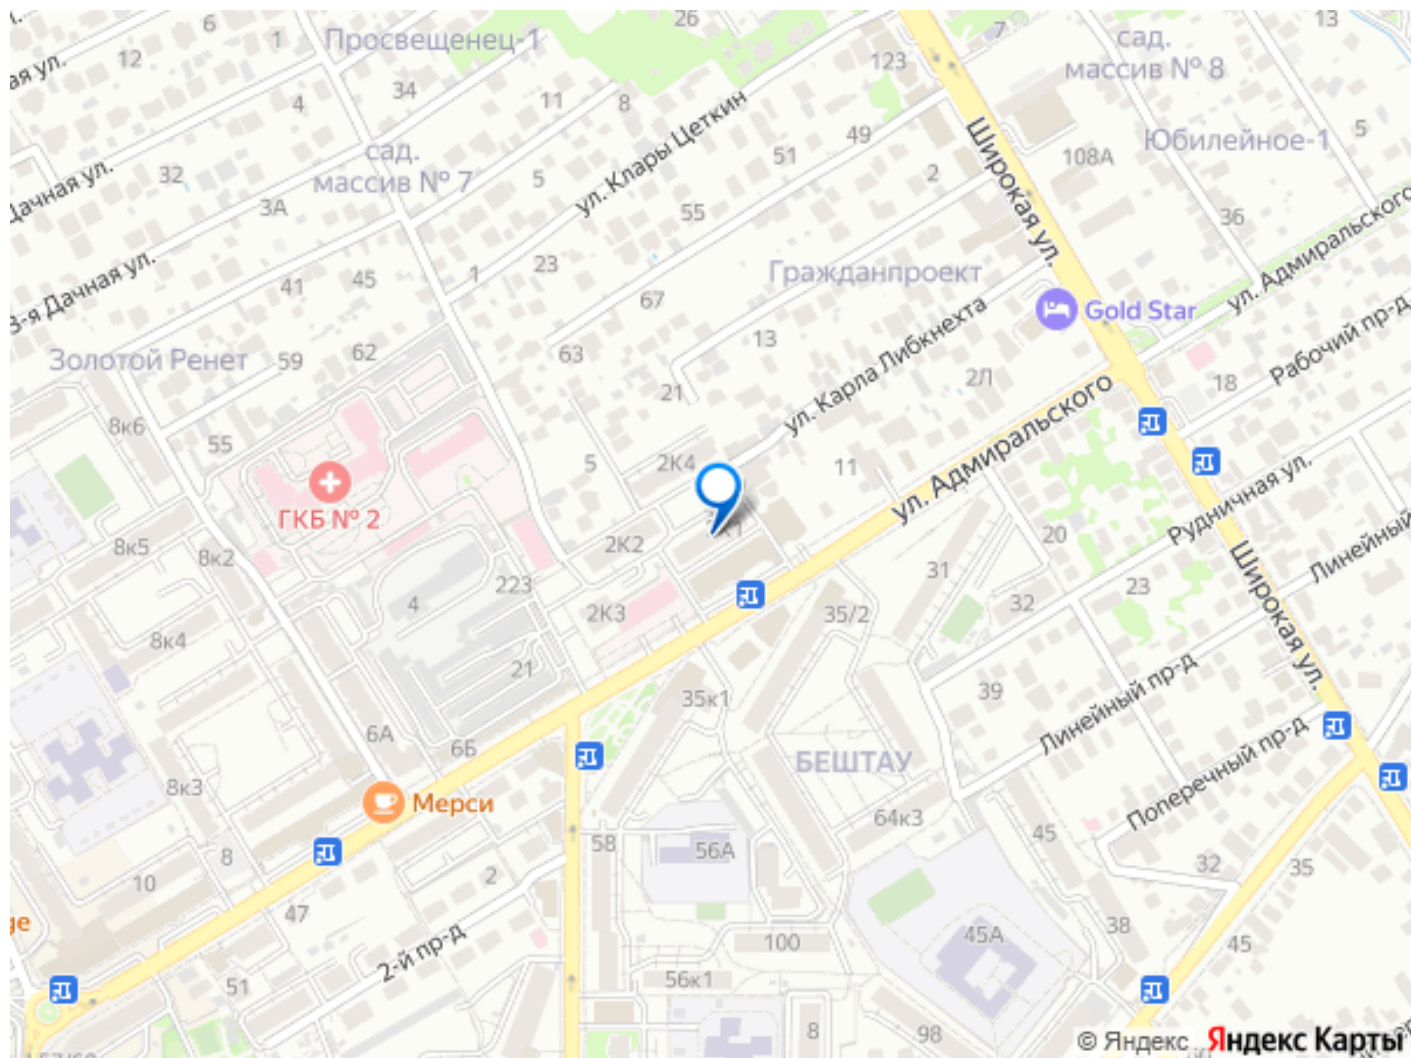 26
6
1
12
Просвещенец-1
34
4
11
8
7
13
сад.
массив № 8
123
Широкая ул.
108А
Юбилейное-1
5
ул. Клары Цеткин
51
49
2
сад.
массив № 7
5
32
3А
55
36
ул. Адмиральского
3-я Дачная ул.
41
45
1
23
67
Гражданпроект
Gold Star
Рабочий пр-д
Золотой Ренет
59
62
63
13
21
2Л
18
ул. Карла Либкнехта
8к6
55
5
2К4
11
ул. Адмиральского
ГКБ № 2
8к5
8к2
2К2
20
Рудничная ул.
Линейный
31
23
32
Широкая ул.
4
223
2К3
35/2
8к4
21
35к1
39
Линейный пр-д
6А
6Б
БЕШТАУ
Поперечный пр-д
8к3
Мерси
64к3
45
58
56А
32
35
8
10
2
47
2-й пр-д
100
45А
38
45
51
56к1
8
98
© Яндекс Яндекс Карты